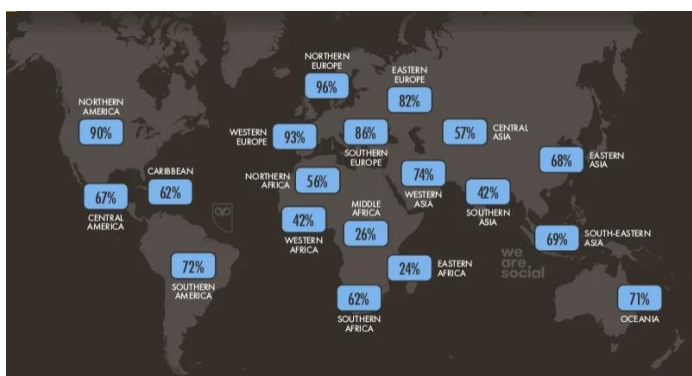 NORTHERN
EUROPE
96%
EASTERN
EUROPE
82%
NORTHERN
AMERICA
90%
WESTERN
EUROPE
93%
86%
SOUTHERN
EUROPE
57%
CENTRAL
ASIA
68%
EASTERN
ASIA
CARIBBEAN
62%
67%
CENTRAL
AMERICA
NORTHERN
AFRICA
56%
74%
WESTERN
ASIA
42%
SOUTHERN
ASIA
42%
WESTERN
AFRICA
MIDDLE
AFRICA
26%
69%
SOUTH-EASTERN
ASIA
we
are
social
72%
SOUTHERN
AMERICA
24%
EASTERN
AFRICA
62%
SOUTHERN
AFRICA
71%
OCEANIA